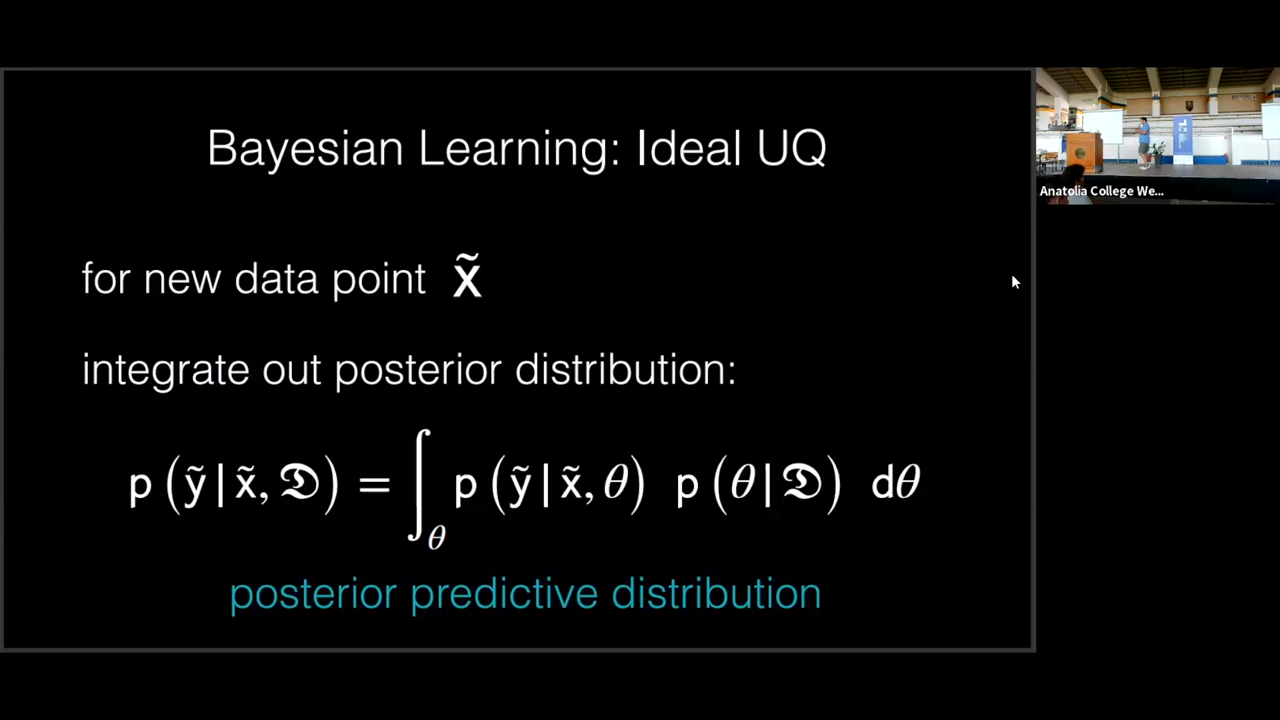 Bayesian Learning: Ideal UQ
for new data point x̃
integrate out posterior distribution:
p (ỹ | x̃, 𝔇) = ∫_θ p (ỹ | x̃, θ) p (θ | 𝔇) dθ
posterior predictive distribution
Anatolia College We...